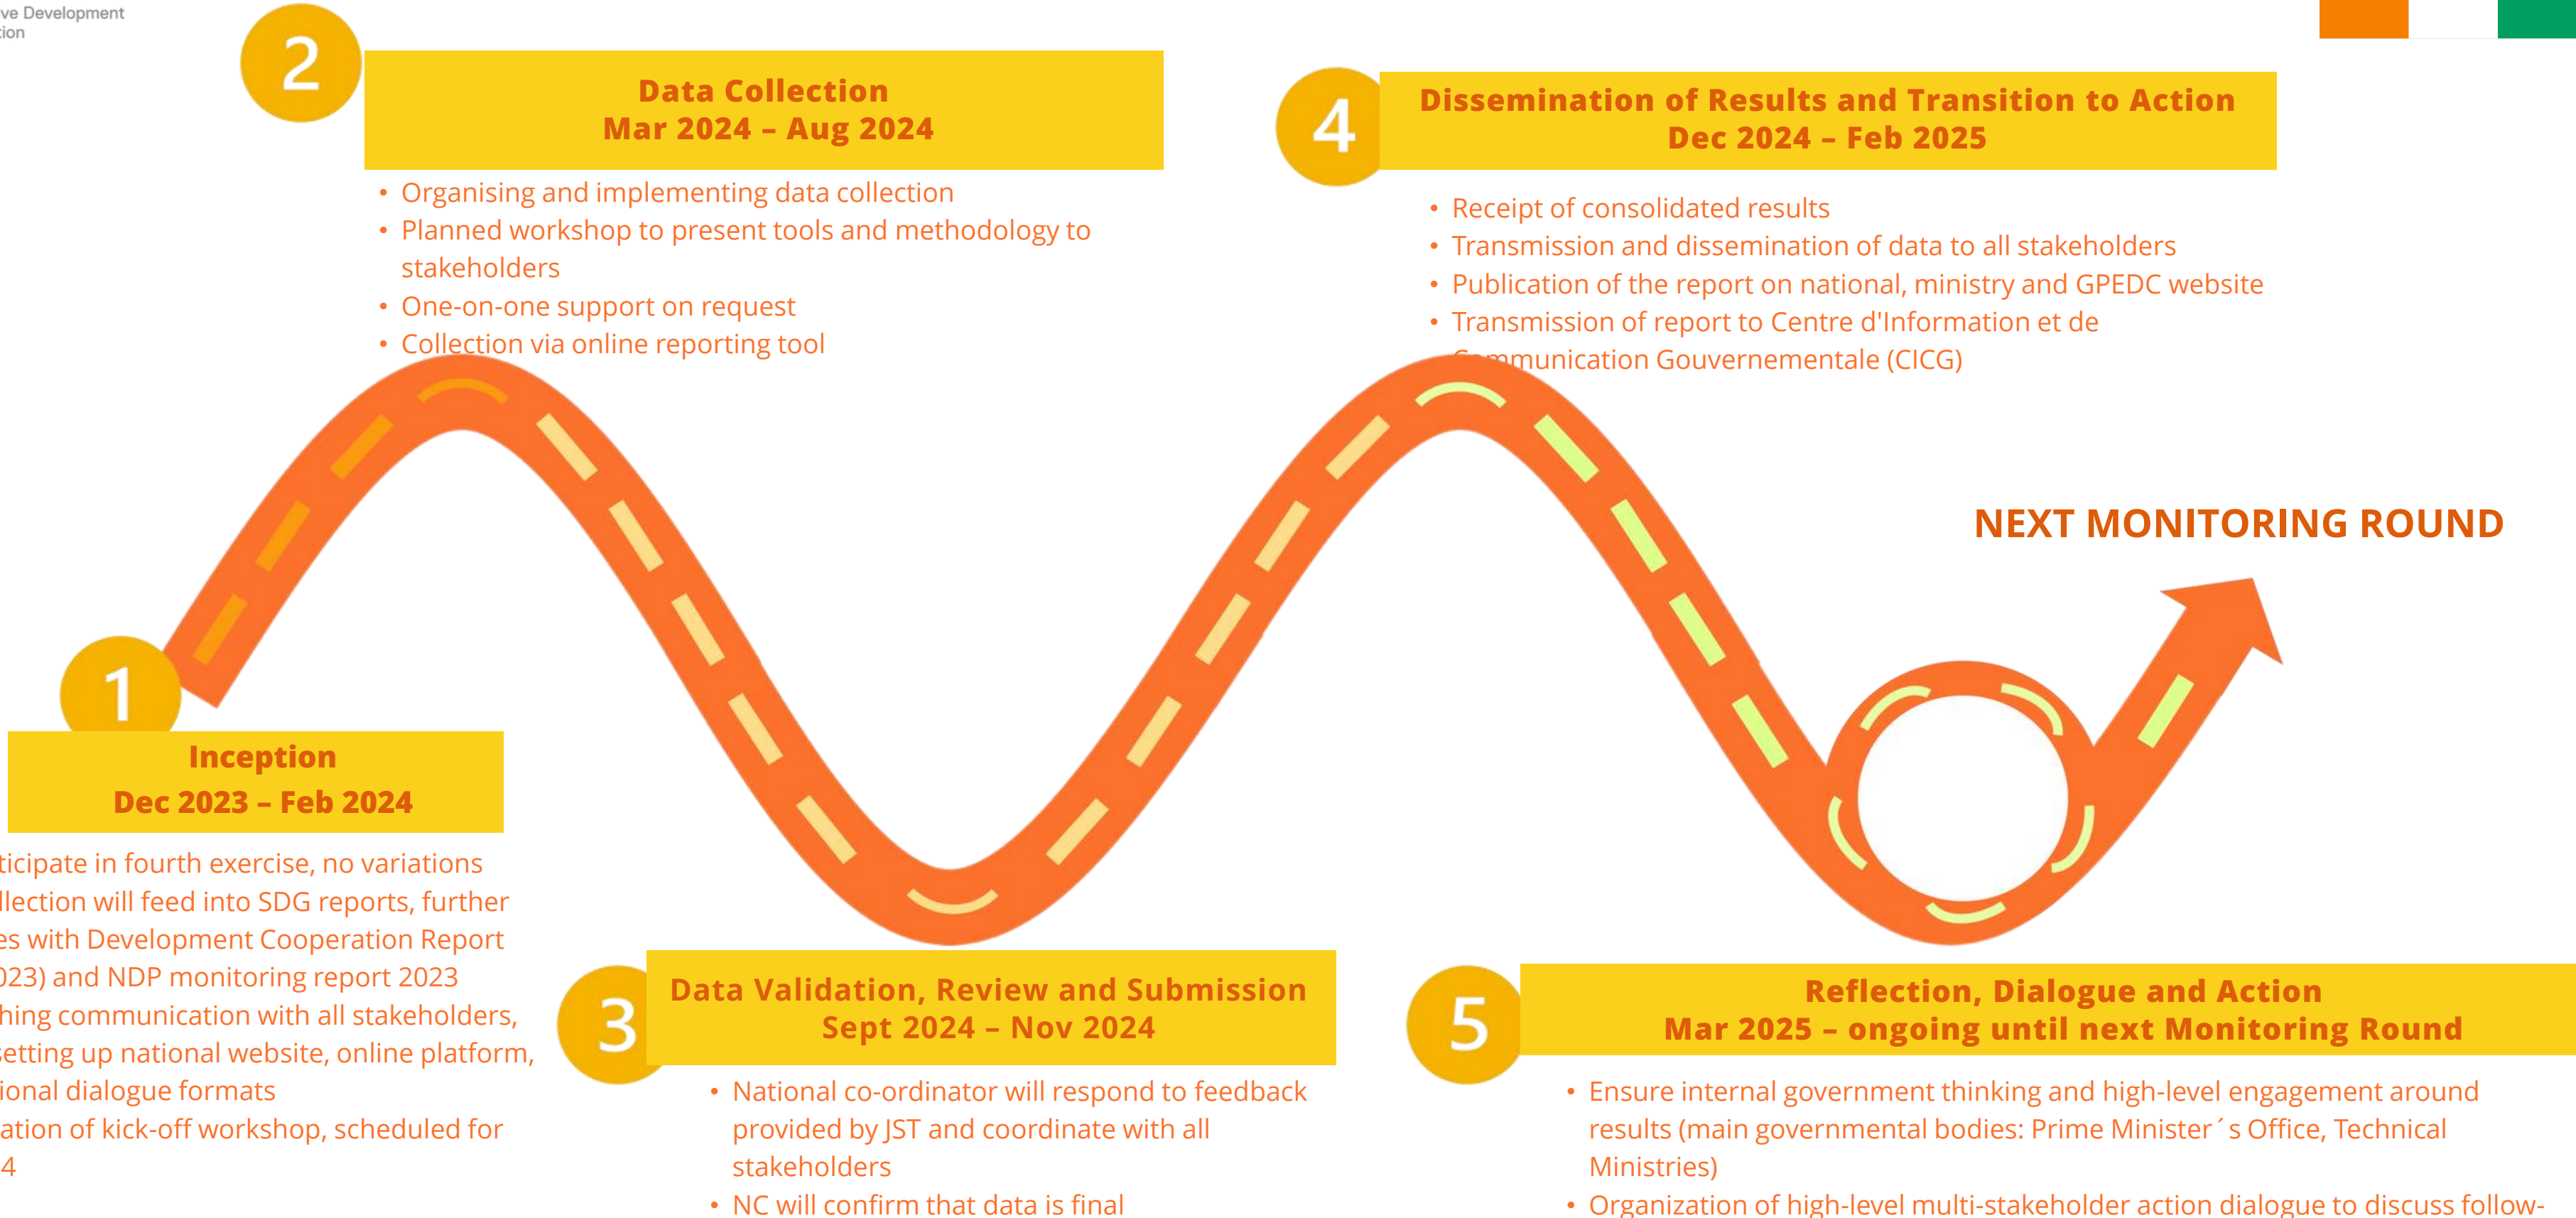 ve Development
tion
2
Data Collection
Mar 2024 – Aug 2024
• Organising and implementing data collection
• Planned workshop to present tools and methodology to
stakeholders
• One-on-one support on request
• Collection via online reporting tool
4
Dissemination of Results and Transition to Action
Dec 2024 – Feb 2025
• Receipt of consolidated results
• Transmission and dissemination of data to all stakeholders
• Publication of the report on national, ministry and GPEDC website
• Transmission of report to Centre d'Information et de
Communication Gouvernementale (CICG)
NEXT MONITORING ROUND
1
Inception
Dec 2023 – Feb 2024
ticipate in fourth exercise, no variations
llection will feed into SDG reports, further
es with Development Cooperation Report
023) and NDP monitoring report 2023
hing communication with all stakeholders,
setting up national website, online platform,
ional dialogue formats
ation of kick-off workshop, scheduled for
4
3
Data Validation, Review and Submission
Sept 2024 – Nov 2024
• National co-ordinator will respond to feedback
provided by JST and coordinate with all
stakeholders
• NC will confirm that data is final
5
Reflection, Dialogue and Action
Mar 2025 – ongoing until next Monitoring Round
• Ensure internal government thinking and high-level engagement around
results (main governmental bodies: Prime Minister´s Office, Technical
Ministries)
• Organization of high-level multi-stakeholder action dialogue to discuss follow-